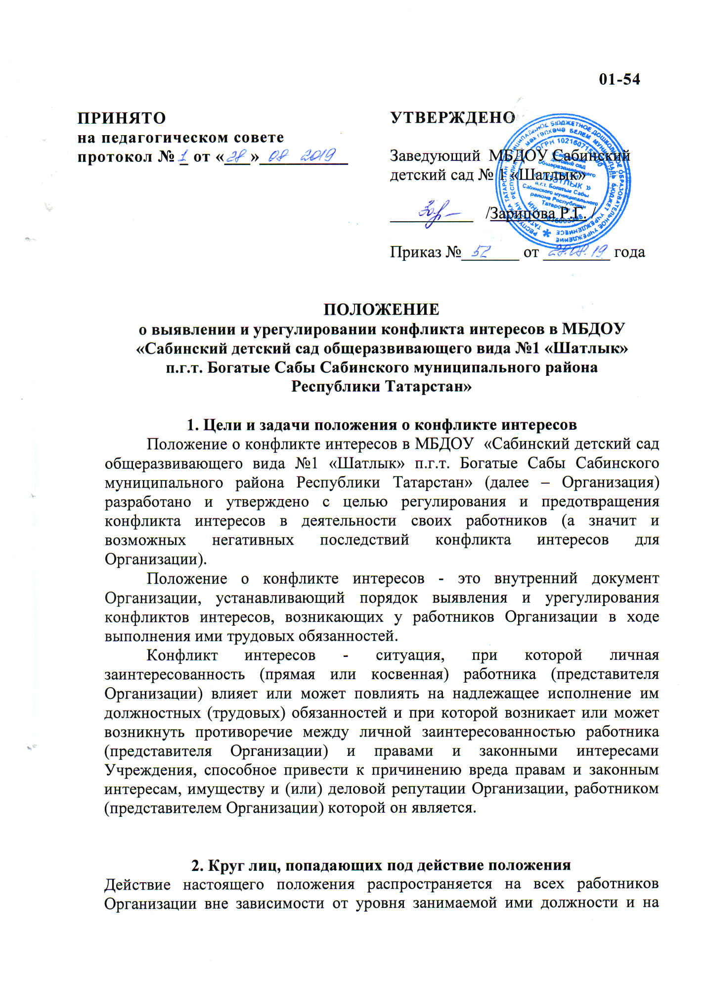 01-54
ПРИНЯТО
на педагогическом совете
протокол № 1 от «28» 08 2019
УТВЕРЖДЕНО
Заведующий МБДОУ Сабинский
детский сад № 1 «Шатлык»
/Зарипова Р.Г. /
Приказ № 52 от 28.08.19 года
ПОЛОЖЕНИЕ
о выявлении и урегулировании конфликта интересов в МБДОУ
«Сабинский детский сад общеразвивающего вида №1 «Шатлык»
п.г.т. Богатые Сабы Сабинского муниципального района
Республики Татарстан»
1. Цели и задачи положения о конфликте интересов
Положение о конфликте интересов в МБДОУ «Сабинский детский сад
общеразвивающего вида №1 «Шатлык» п.г.т. Богатые Сабы Сабинского
муниципального района Республики Татарстан» (далее – Организация)
разработано и утверждено с целью регулирования и предотвращения
конфликта интересов в деятельности своих работников (а значит и
возможных негативных последствий конфликта интересов для
Организации).
Положение о конфликте интересов - это внутренний документ
Организации, устанавливающий порядок выявления и урегулирования
конфликтов интересов, возникающих у работников Организации в ходе
выполнения ими трудовых обязанностей.
Конфликт интересов - ситуация, при которой личная
заинтересованность (прямая или косвенная) работника (представителя
Организации) влияет или может повлиять на надлежащее исполнение им
должностных (трудовых) обязанностей и при которой возникает или может
возникнуть противоречие между личной заинтересованностью работника
(представителя Организации) и правами и законными интересами
Учреждения, способное привести к причинению вреда правам и законным
интересам, имуществу и (или) деловой репутации Организации, работником
(представителем Организации) которой он является.
2. Круг лиц, попадающих под действие положения
Действие настоящего положения распространяется на всех работников
Организации вне зависимости от уровня занимаемой ими должности и на